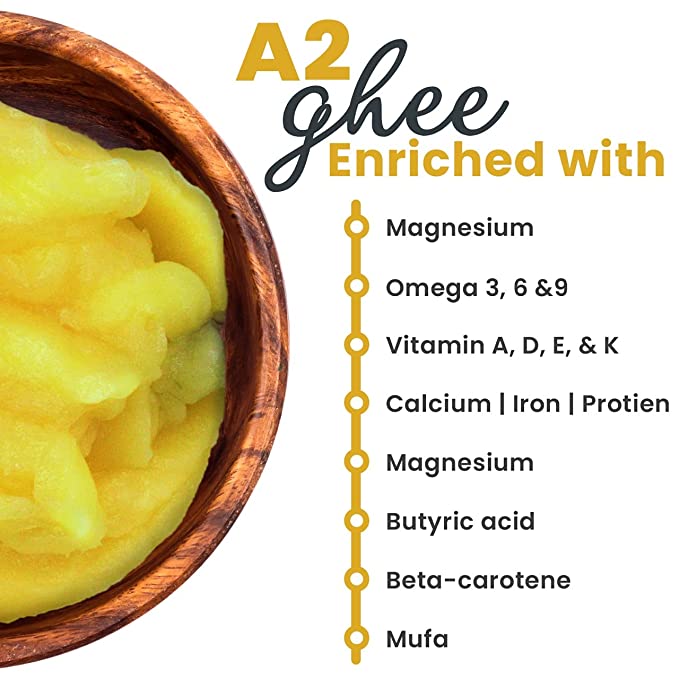 A2
ghee
Enriched with
Magnesium
Omega 3, 6 &9
Vitamin A, D, E, & K
Calcium | Iron | Protien
Magnesium
Butyric acid
Beta-carotene
Mufa